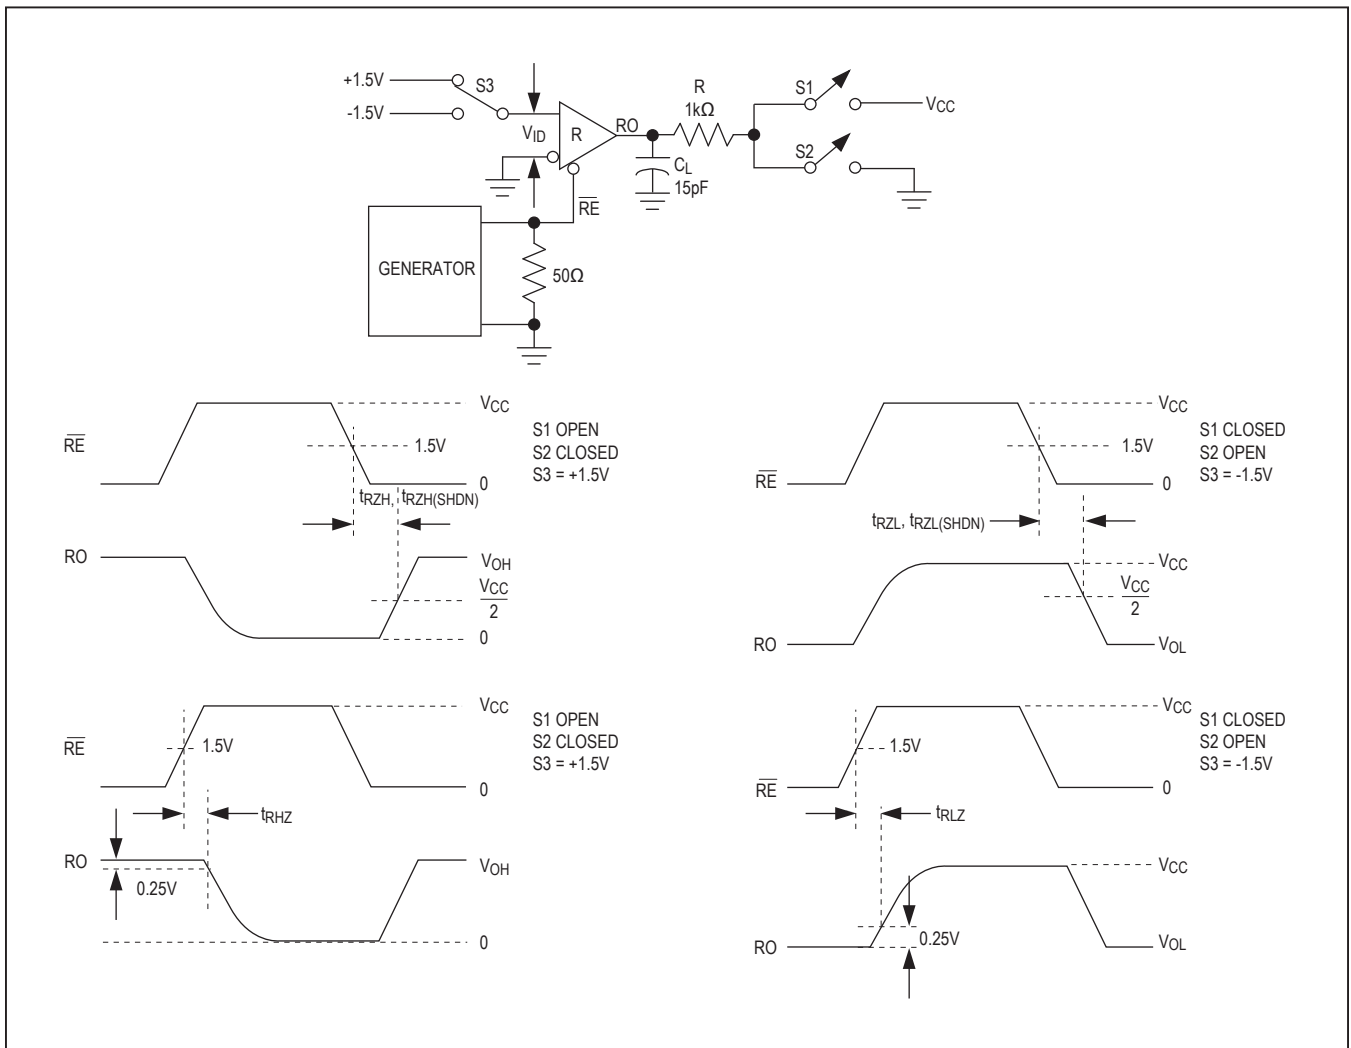 +1.5V
-1.5V
S3
VID
R
RO
R
1kΩ
CL
15pF
S1
VCC
S2
RE
GENERATOR
50Ω
RE
VCC
1.5V
0
S1 OPEN
S2 CLOSED
S3 = +1.5V
tRZH, tRZH(SHDN)
RO
VOH
VCC
2
0
RE
VCC
1.5V
0
S1 CLOSED
S2 OPEN
S3 = -1.5V
tRZL, tRZL(SHDN)
RO
VCC
VCC
2
VOL
RE
VCC
1.5V
0
S1 OPEN
S2 CLOSED
S3 = +1.5V
tRHZ
RO
0.25V
VOH
0
RE
VCC
1.5V
0
S1 CLOSED
S2 OPEN
S3 = -1.5V
tRLZ
RO
VCC
0.25V
VOL